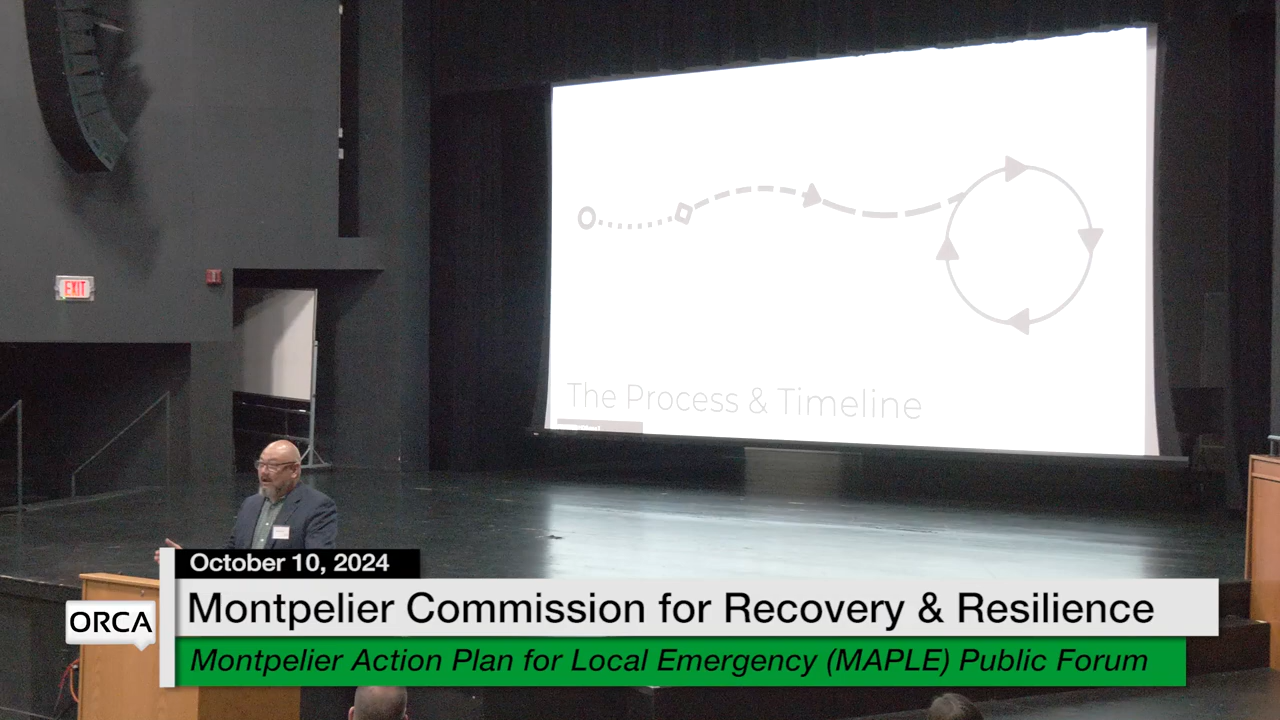 EXIT
The Process & Timeline
October 10, 2024
Montpelier Commission for Recovery & Resilience
ORCA
Montpelier Action Plan for Local Emergency (MAPLE) Public Forum